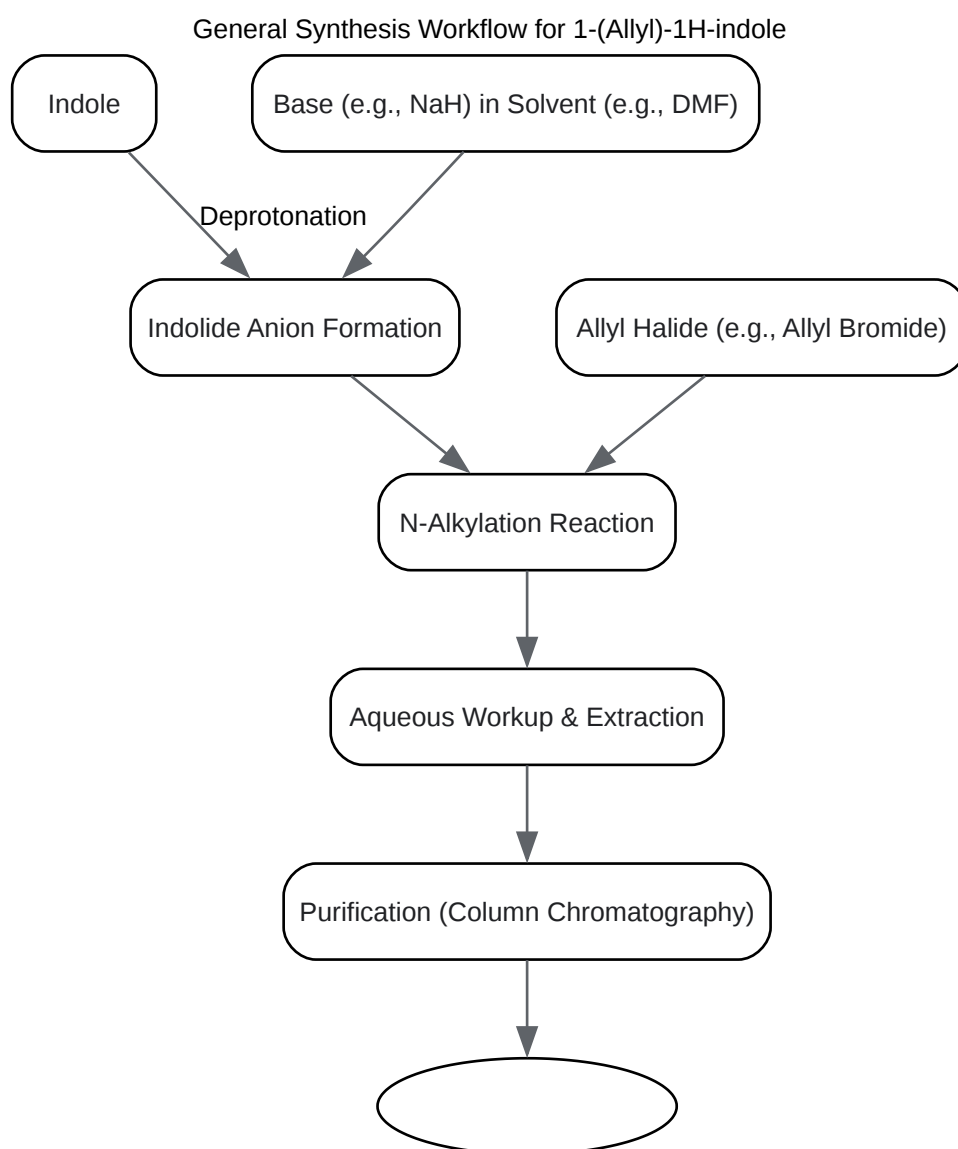 General Synthesis Workflow for 1-(Allyl)-1H-indole
Indole
Base (e.g., NaH) in Solvent (e.g., DMF)
Deprotonation
Indolide Anion Formation
Allyl Halide (e.g., Allyl Bromide)
N-Alkylation Reaction
Aqueous Workup & Extraction
Purification (Column Chromatography)